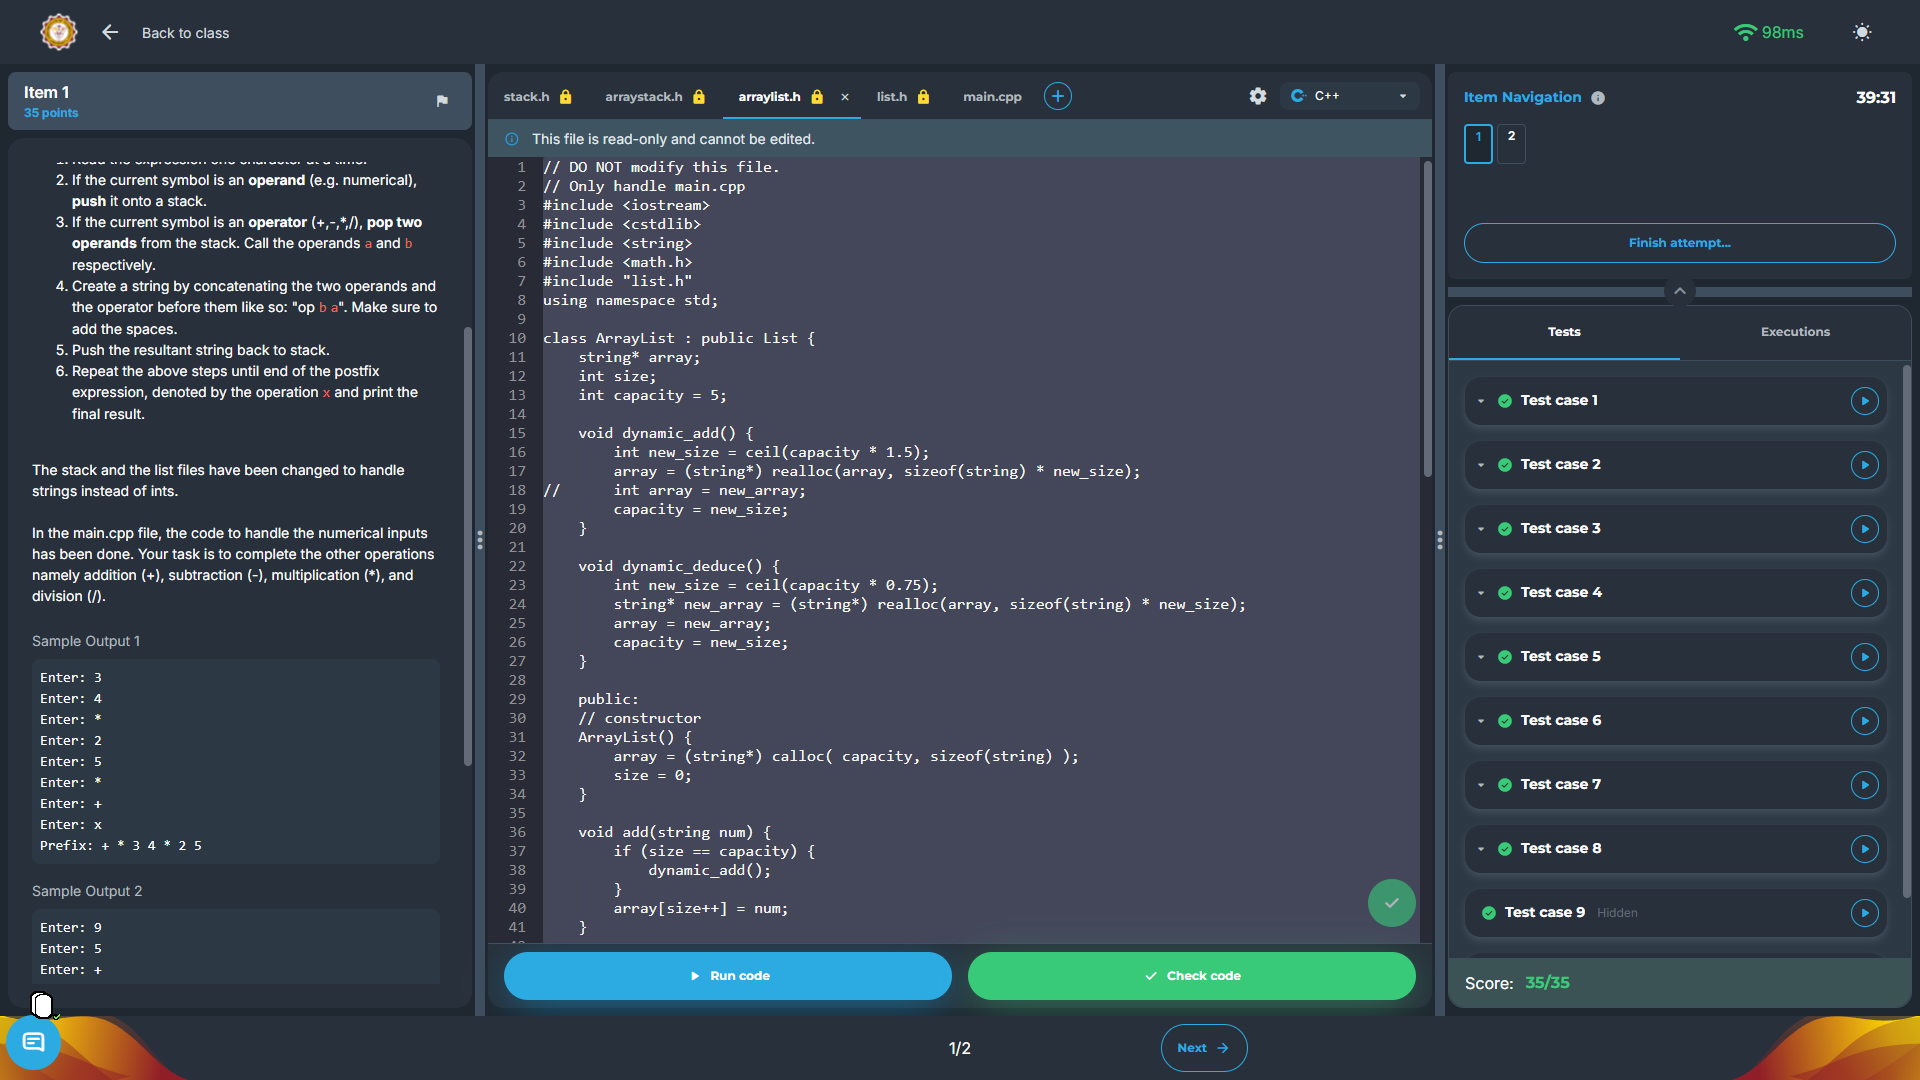 Back to class
98ms
Item 1
35 points
1. Read the expression one character at a time.
2. If the current symbol is an operand (e.g. numerical),
push it onto a stack.
3. If the current symbol is an operator (+,-,*,/), pop two
operands from the stack. Call the operands a and b
respectively.
4. Create a string by concatenating the two operands and
the operator before them like so: "op b a". Make sure to
add the spaces.
5. Push the resultant string back to stack.
6. Repeat the above steps until end of the postfix
expression, denoted by the operation x and print the
final result.
The stack and the list files have been changed to handle
strings instead of ints.
In the main.cpp file, the code to handle the numerical inputs
has been done. Your task is to complete the other operations
namely addition (+), subtraction (-), multiplication (*), and
division (/).
Sample Output 1
Enter: 3
Enter: 4
Enter: *
Enter: 2
Enter: 5
Enter: *
Enter: +
Enter: x
Prefix: + * 3 4 * 2 5
Sample Output 2
Enter: 9
Enter: 5
Enter: +
stack.h
arraystack.h
arraylist.h ×
list.h
main.cpp
+
C++
This file is read-only and cannot be edited.
1 // DO NOT modify this file.
2 // Only handle main.cpp
3 #include <iostream>
4 #include <cstdlib>
5 #include <string>
6 #include <math.h>
7 #include "list.h"
8 using namespace std;
9
10 class ArrayList : public List {
11     string* array;
12     int size;
13     int capacity = 5;
14
15     void dynamic_add() {
16         int new_size = ceil(capacity * 1.5);
17         array = (string*) realloc(array, sizeof(string) * new_size);
18 //      int array = new_array;
19         capacity = new_size;
20     }
21
22     void dynamic_deduce() {
23         int new_size = ceil(capacity * 0.75);
24         string* new_array = (string*) realloc(array, sizeof(string) * new_size);
25         array = new_array;
26         capacity = new_size;
27     }
28
29     public:
30     // constructor
31     ArrayList() {
32         array = (string*) calloc( capacity, sizeof(string) );
33         size = 0;
34     }
35
36     void add(string num) {
37         if (size == capacity) {
38             dynamic_add();
39         }
40         array[size++] = num;
41     }
Run code
Check code
Item Navigation
39:31
1
2
Finish attempt...
Tests
Executions
Test case 1
Test case 2
Test case 3
Test case 4
Test case 5
Test case 6
Test case 7
Test case 8
Test case 9 Hidden
Score: 35/35
1/2
Next